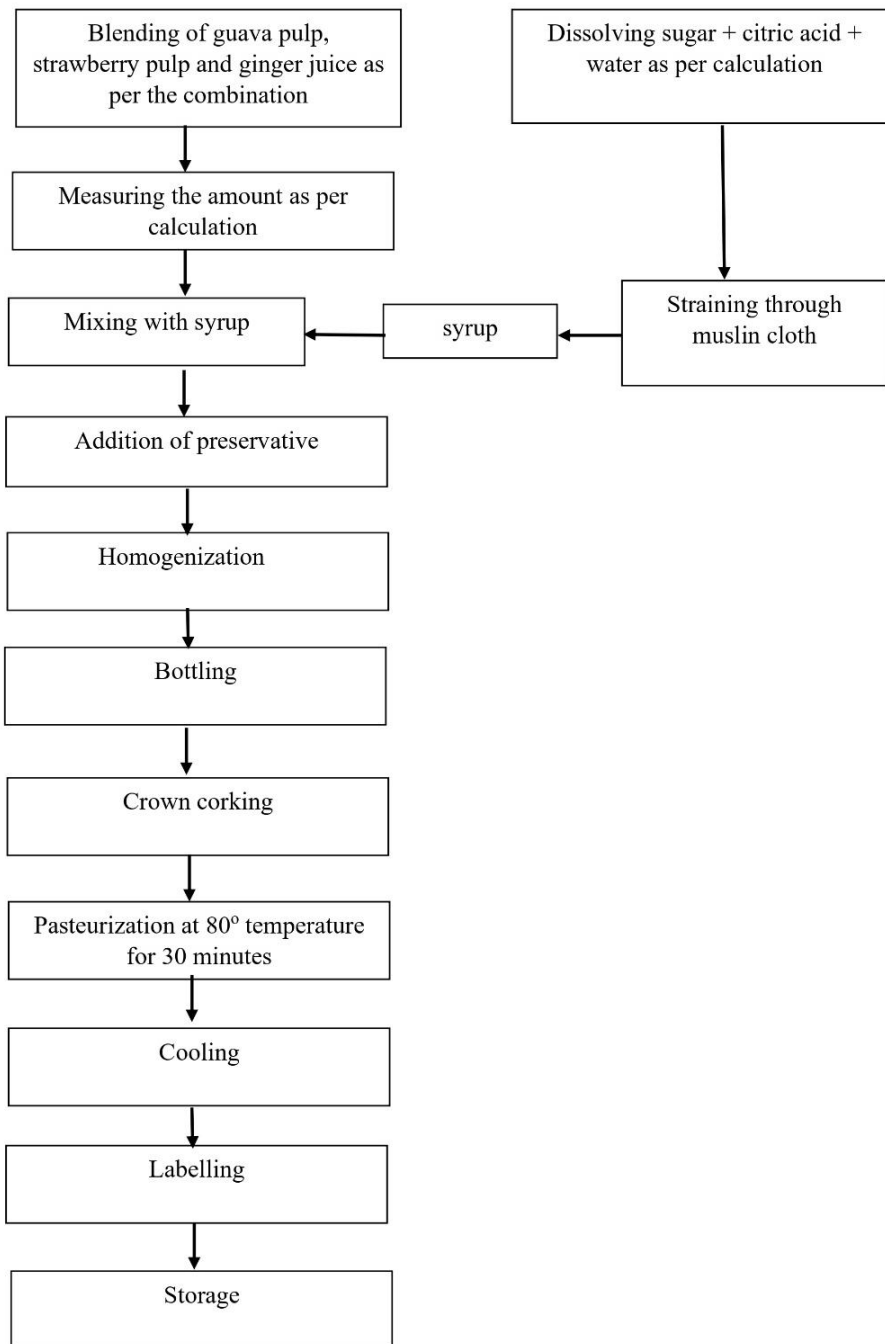 Blending of guava pulp,
strawberry pulp and ginger juice as
per the combination
Dissolving sugar + citric acid +
water as per calculation
Measuring the amount as per
calculation
Mixing with syrup
syrup
Straining through
muslin cloth
Addition of preservative
Homogenization
Bottling
Crown corking
Pasteurization at 80º temperature
for 30 minutes
Cooling
Labelling
Storage